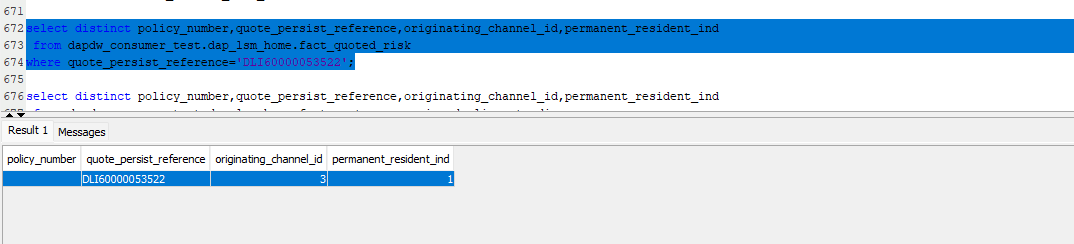 671
672 select distinct policy_number,quote_persist_reference,originating_channel_id,permanent_resident_ind
673 from dapdw_consumer_test.dap_lsm_home.fact_quoted_risk
674 where quote_persist_reference='DLI60000053522';
675
676 select distinct policy_number,quote_persist_reference,originating_channel_id,permanent_resident_ind
Result 1 Messages
policy_number quote_persist_reference originating_channel_id permanent_resident_ind
DLI60000053522 3 1